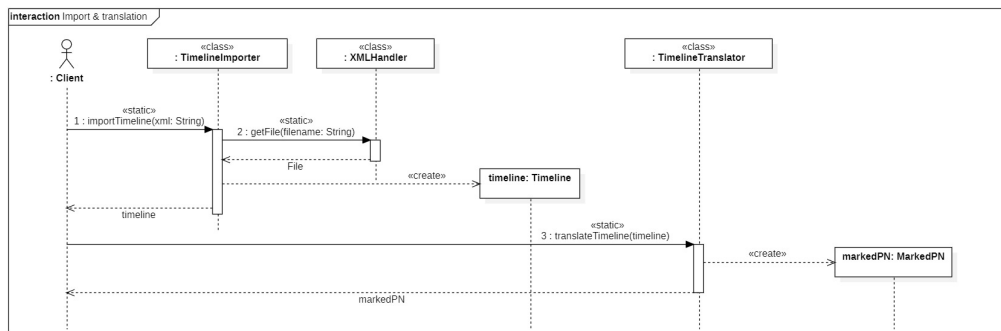 interaction Import & translation
«class»
: TimelineImporter
«class»
: XMLHandler
«class»
: TimelineTranslator
: Client
«static»
1 : importTimeline(xml: String)
«static»
2 : getFile(filename: String)
File
«create»
timeline: Timeline
timeline
«static»
3 : translateTimeline(timeline)
«create»
markedPN: MarkedPN
markedPN